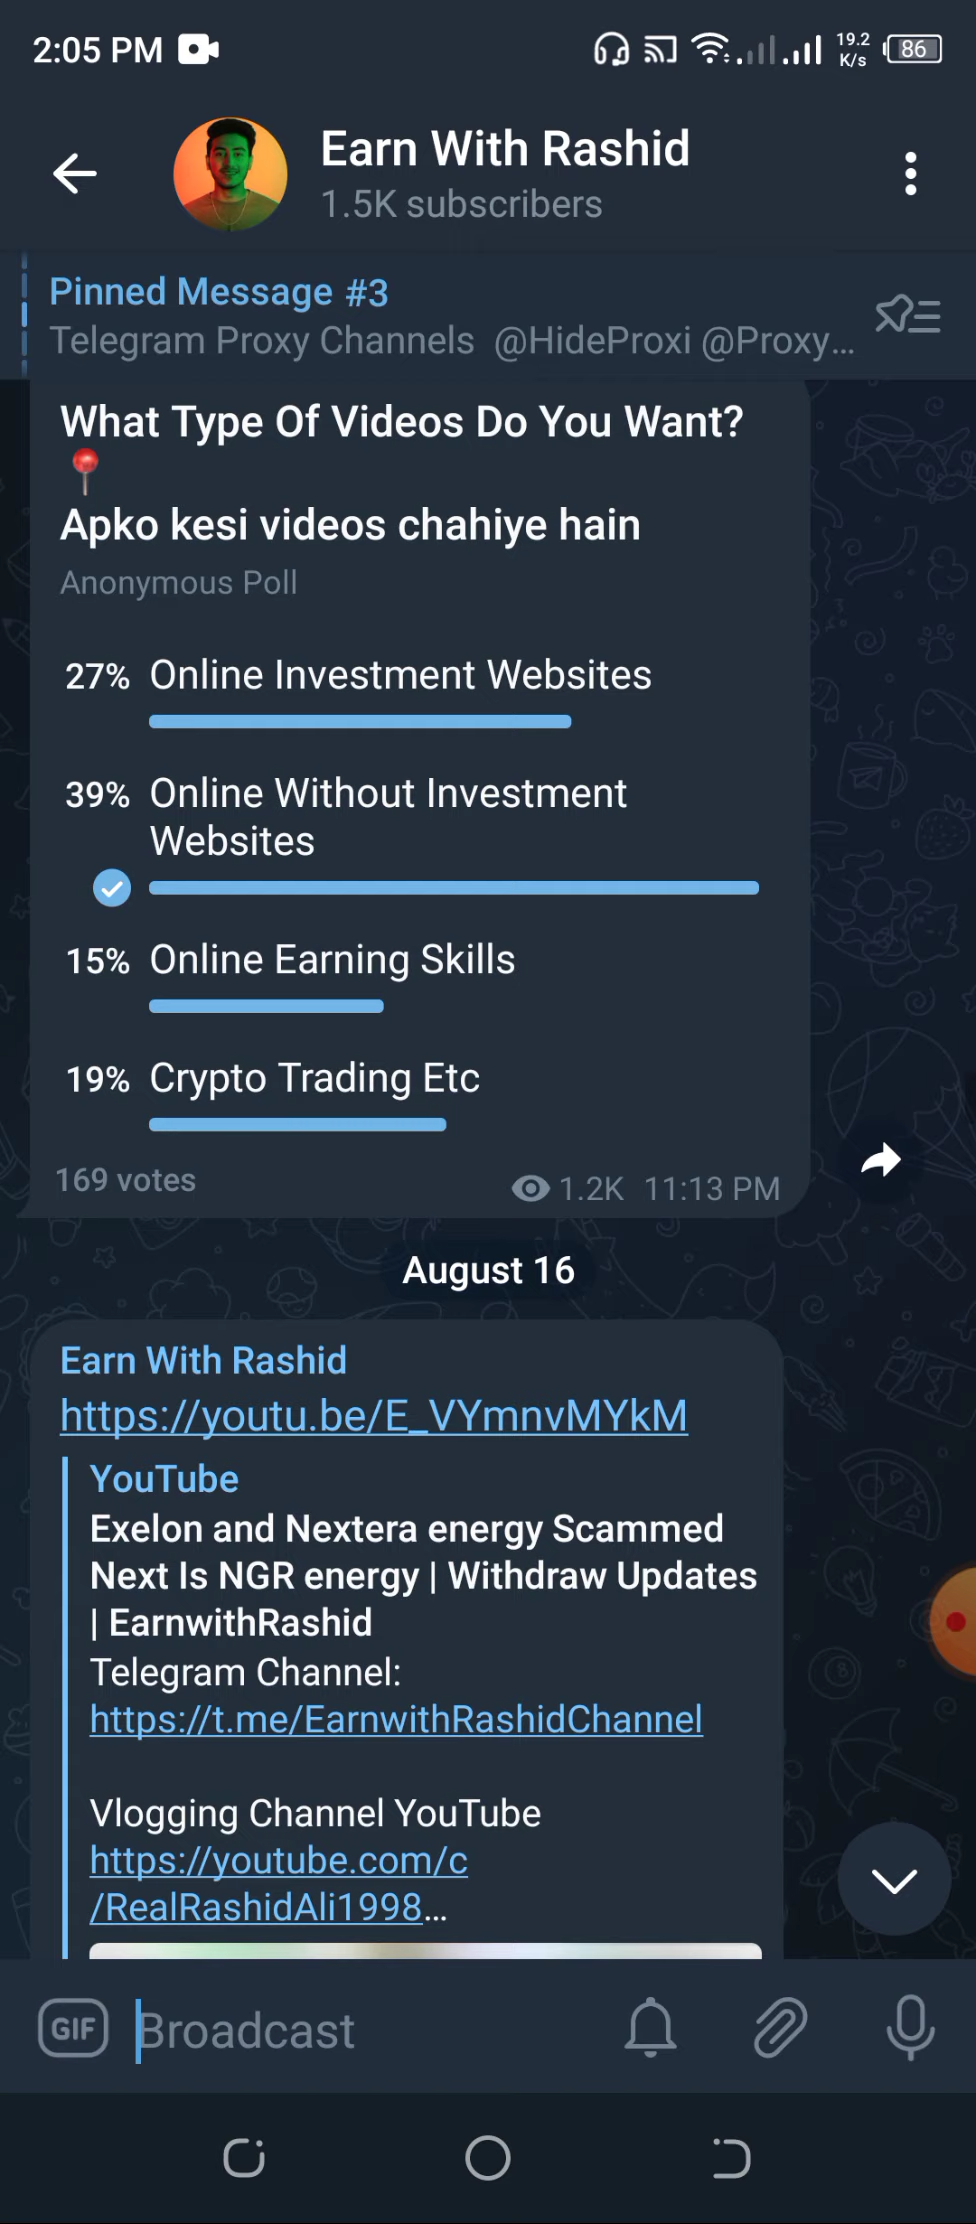 2:05 PM
19.2
K/s
86
Earn With Rashid
1.5K subscribers
Pinned Message #3
Telegram Proxy Channels @HideProxi @Proxy...
What Type Of Videos Do You Want?
📍
Apko kesi videos chahiye hain
Anonymous Poll
27% Online Investment Websites
39% Online Without Investment
Websites
15% Online Earning Skills
19% Crypto Trading Etc
169 votes
1.2K 11:13 PM
August 16
Earn With Rashid
https://youtu.be/E_VYmnvMYkM
YouTube
Exelon and Nextera energy Scammed
Next Is NGR energy | Withdraw Updates
| EarnwithRashid
Telegram Channel:
https://t.me/EarnwithRashidChannel
Vlogging Channel YouTube
https://youtube.com/c
/RealRashidAli1998...
GIF
Broadcast